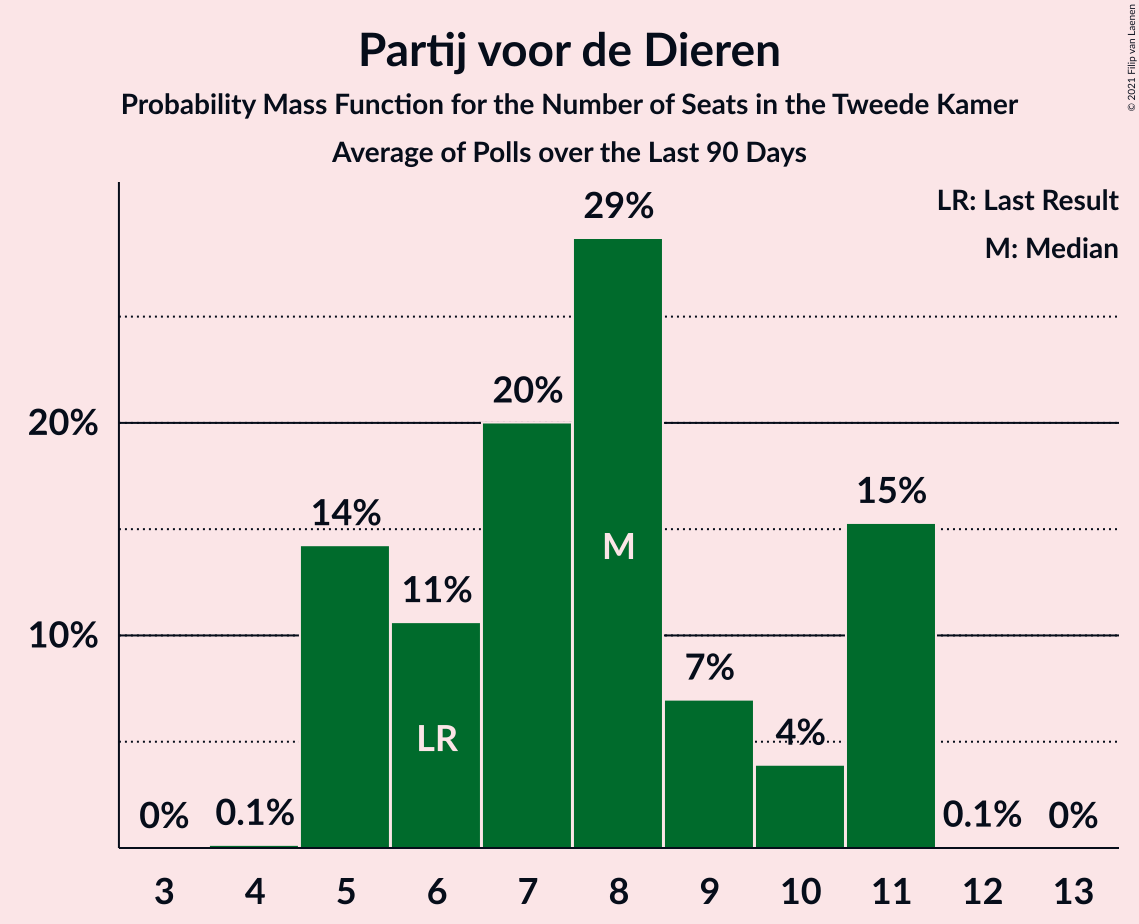 © 2021 Filip van Laenen
Partij voor de Dieren
Probability Mass Function for the Number of Seats in the Tweede Kamer
Average of Polls over the Last 90 Days
LR: Last Result
M: Median
29%
20%
20%
15%
14%
11%
10%
7%
4%
0%
0.1%
0.1%
0%
M
LR
3 4 5 6 7 8 9 10 11 12 13